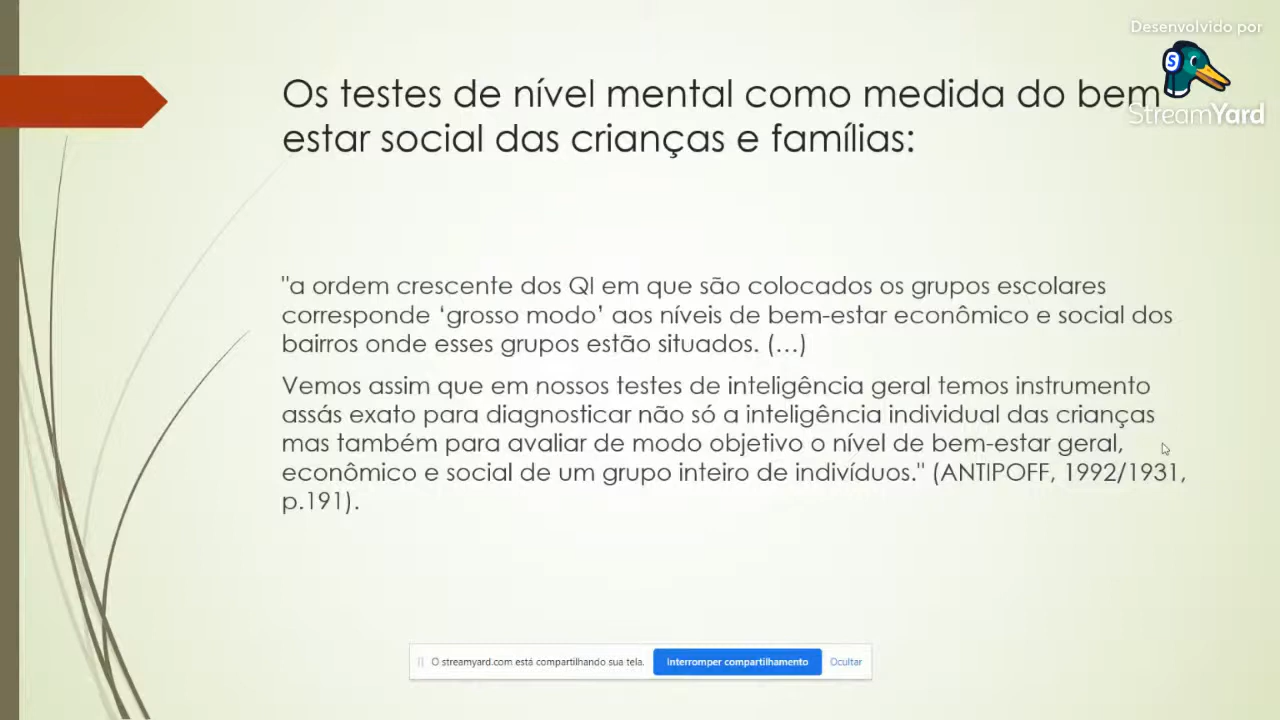 Desenvolvido por
S
StreamYard
Os testes de nível mental como medida do bem
estar social das crianças e famílias:
"a ordem crescente dos QI em que são colocados os grupos escolares
corresponde ‘grosso modo’ aos níveis de bem-estar econômico e social dos
bairros onde esses grupos estão situados. (...)
Vemos assim que em nossos testes de inteligência geral temos instrumento
assás exato para diagnosticar não só a inteligência individual das crianças
mas também para avaliar de modo objetivo o nível de bem-estar geral,
econômico e social de um grupo inteiro de indivíduos." (ANTIPOFF, 1992/1931,
p.191).
O streamyard.com está compartilhando sua tela.
Interromper compartilhamento
Ocultar